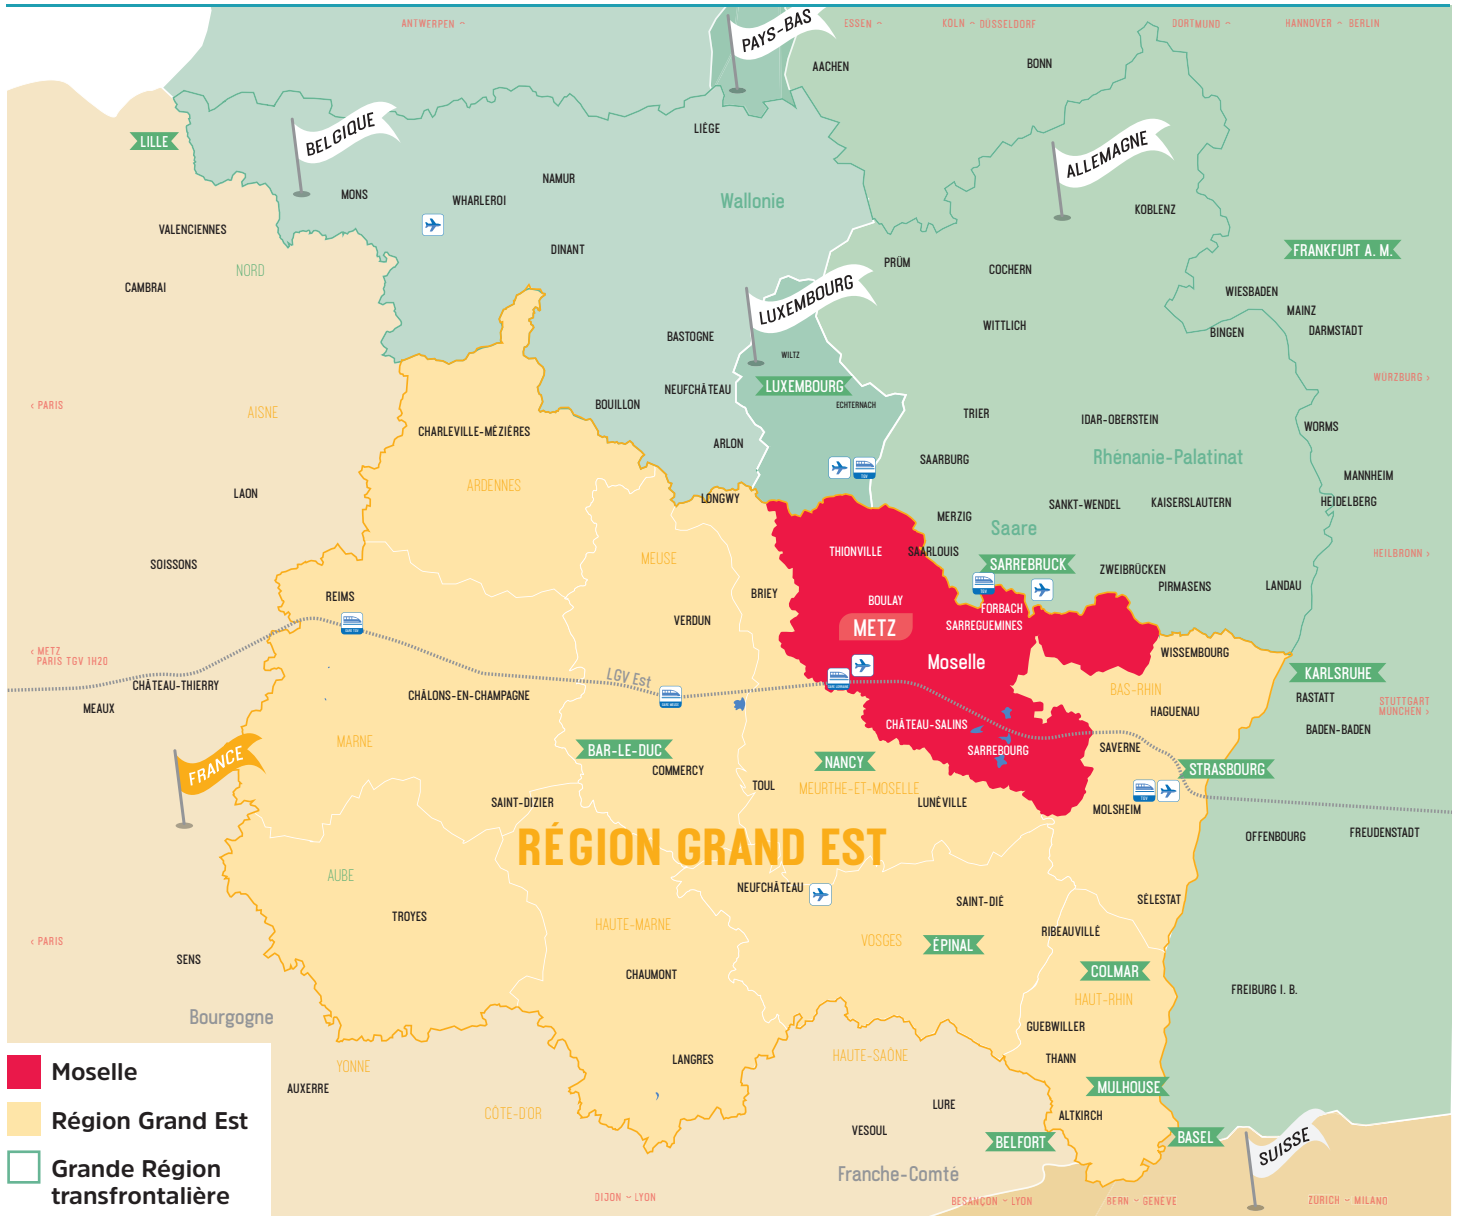 ANTWERPEN ~
PAYS-BAS
ESSEN ~
KÖLN ~ DÜSSELDORF
DORTMUND ~
HANNOVER ~ BERLIN
AACHEN
BONN
LILLE
BELGIQUE
LIÈGE
ALLEMAGNE
MONS
NAMUR
WHARLEROI
Wallonie
KOBLENZ
VALENCIENNES
DINANT
FRANKFURT A. M.
NORD
PRÜM
COCHERN
CAMBRAI
LUXEMBOURG
WIESBADEN
MAINZ
WITTLICH
BINGEN
DARMSTADT
BASTOGNE
WILTZ
WÜRZBURG ›
NEUFCHÂTEAU
LUXEMBOURG
‹ PARIS
AISNE
BOUILLON
ECHTERNACH
TRIER
IDAR-OBERSTEIN
WORMS
CHARLEVILLE-MÉZIÈRES
ARLON
SAARBURG
Rhénanie-Palatinat
MANNHEIM
ARDENNES
LAON
LONGWY
TGV
SANKT-WENDEL
KAISERSLAUTERN
HEIDELBERG
MERZIG
Saare
THIONVILLE
SAARLOUIS
HEILBRONN ›
SOISSONS
MEUSE
SARREBRUCK
ZWEIBRÜCKEN
PIRMASENS
LANDAU
REIMS
BRIEY
BOULAY
TGV
FORBACH
VERDUN
METZ
SARREGUEMINES
‹ METZ
PARIS TGV 1H20
Moselle
WISSEMBOURG
LGV Est
KARLSRUHE
CHÂTEAU-THIERRY
CHÂLONS-EN-CHAMPAGNE
BAS-RHIN
RASTATT
STUTTGART
MÜNCHEN ›
MEAUX
HAGUENAU
CHÂTEAU-SALINS
BADEN-BADEN
MARNE
FRANCE
BAR-LE-DUC
SARREBOURG
SAVERNE
NANCY
COMMERCY
STRASBOURG
TOUL
MEURTHE-ET-MOSELLE
TGV
SAINT-DIZIER
LUNÉVILLE
MOLSHEIM
OFFENBOURG
FREUDENSTADT
RÉGION GRAND EST
AUBE
NEUFCHÂTEAU
SAINT-DIÉ
SÉLESTAT
TROYES
HAUTE-MARNE
RIBEAUVILLÉ
‹ PARIS
VOSGES
ÉPINAL
SENS
CHAUMONT
COLMAR
FREIBURG I. B.
HAUT-RHIN
Bourgogne
GUEBWILLER
LANGRES
HAUTE-SAÔNE
THANN
YONNE
AUXERRE
MULHOUSE
CÔTE-D'OR
LURE
ALTKIRCH
VESOUL
BELFORT
BASEL
SUISSE
Franche-Comté
DIJON ~ LYON
BESANÇON ~ LYON
BERN ~ GENÈVE
ZURICH ~ MILANO
Moselle
Région Grand Est
Grande Région
transfrontalière